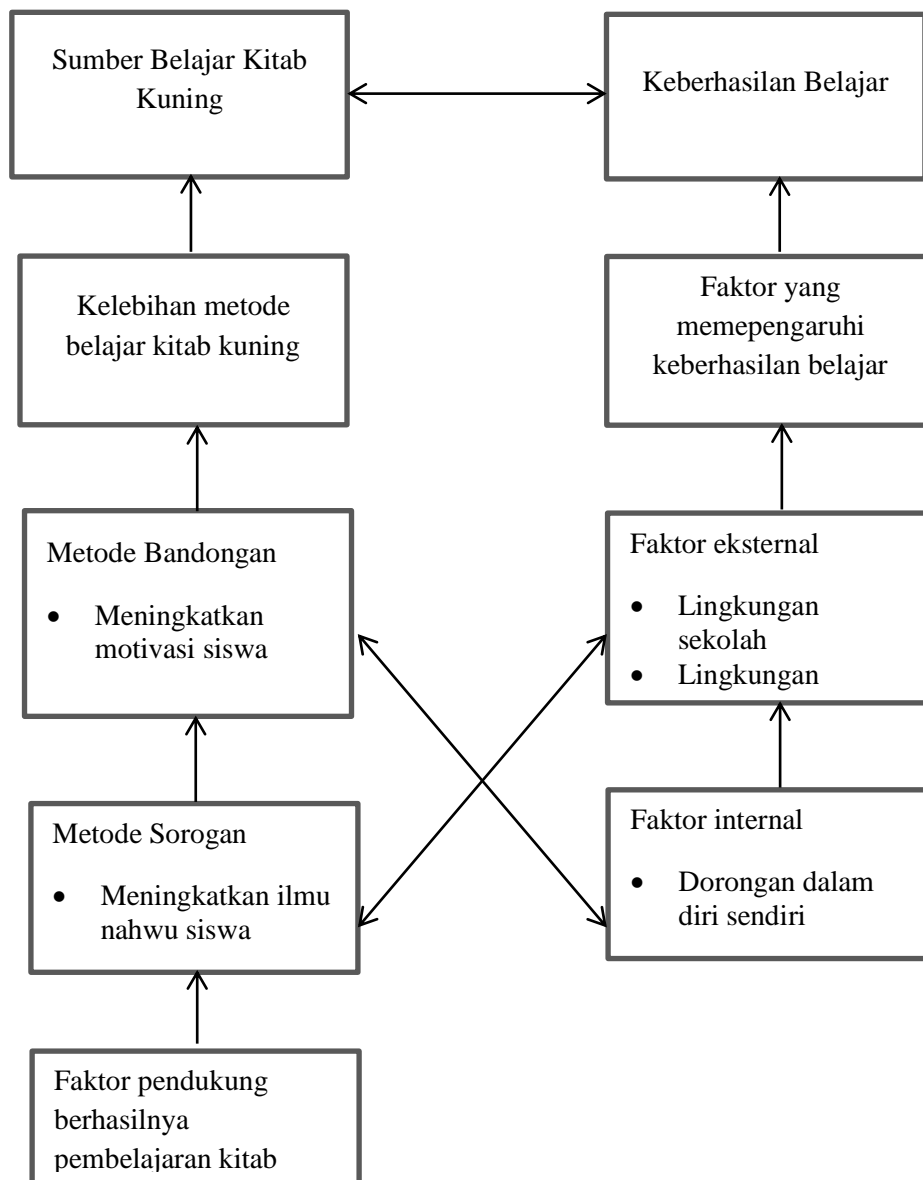 Sumber Belajar Kitab
Kuning
Keberhasilan Belajar
Kelebihan metode
belajar kitab kuning
Faktor yang
memepengaruhi
keberhasilan belajar
Metode Bandongan
• Meningkatkan
motivasi siswa
Faktor eksternal
• Lingkungan
sekolah
• Lingkungan
Metode Sorogan
• Meningkatkan ilmu
nahwu siswa
Faktor internal
• Dorongan dalam
diri sendiri
Faktor pendukung
berhasilnya
pembelajaran kitab